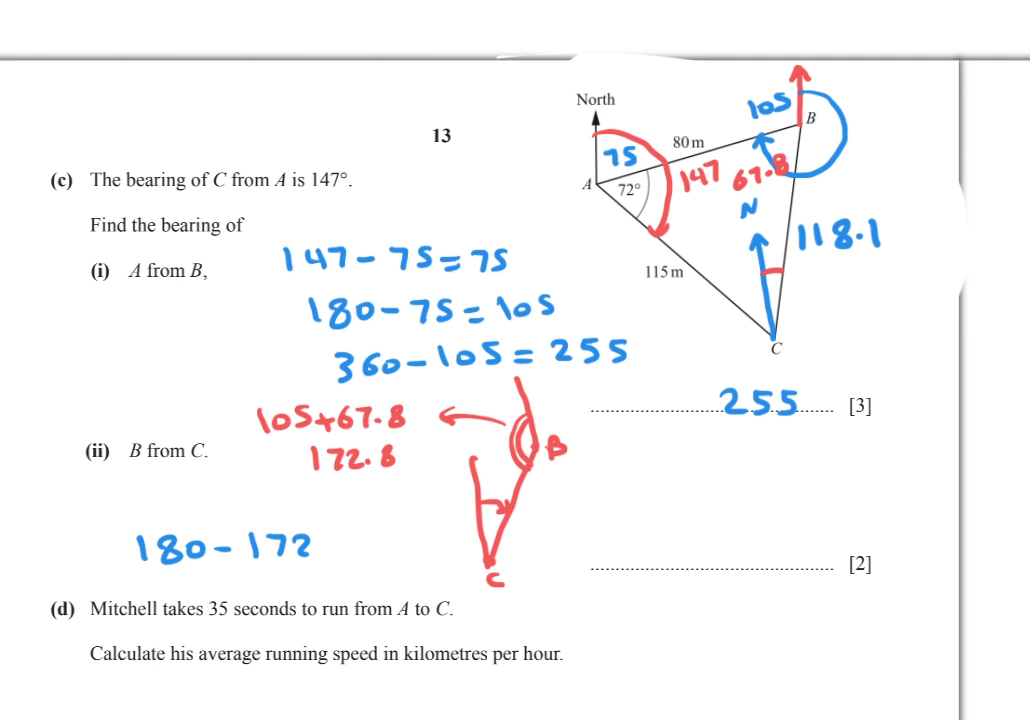 North
105
B
13
80 m
75
147
67.8
(c) The bearing of C from A is 147°.
A
72°
N
Find the bearing of
118.1
147 - 75 = 75
(i) A from B,
115 m
180 - 75 = 105
C
360 - 105 = 255
255 [3]
105+67.8
(ii) B from C.
172.8
B
180 - 172
[2]
C
(d) Mitchell takes 35 seconds to run from A to C.
Calculate his average running speed in kilometres per hour.